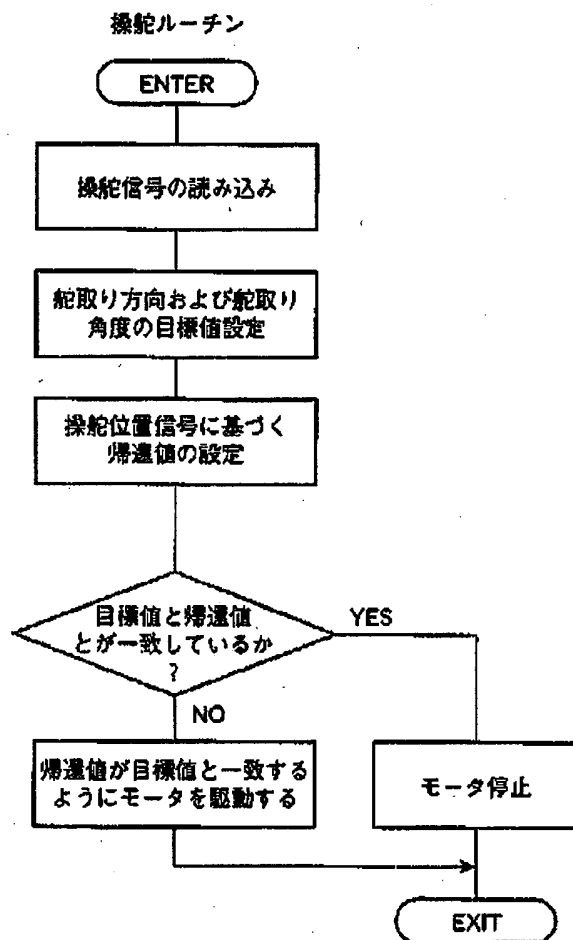 操舵ルーチン
ENTER
操舵信号の読み込み
舵取り方向および舵取り
角度の目標値設定
操舵位置信号に基づく
帰還値の設定
目標値と帰還値
とが一致しているか
?
YES
NO
帰還値が目標値と一致する
ようにモータを駆動する
モータ停止
EXIT